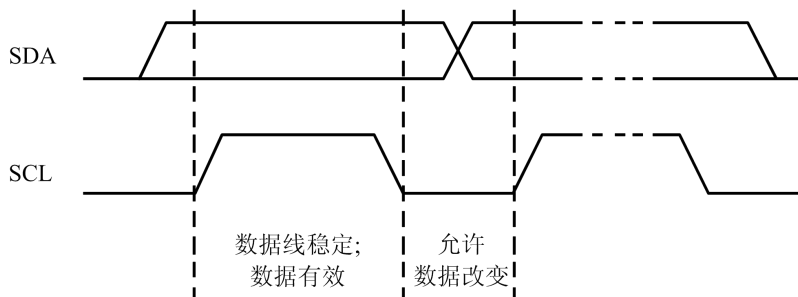 SDA
SCL
数据线稳定;
数据有效
允许
数据改变